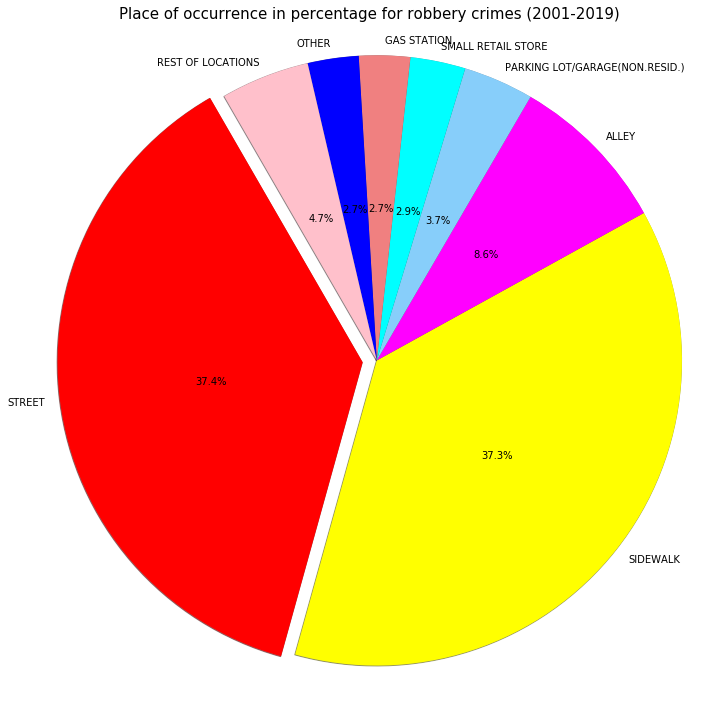 Place of occurrence in percentage for robbery crimes (2001-2019)
GAS STATION
OTHER
SMALL RETAIL STORE
REST OF LOCATIONS
PARKING LOT/GARAGE(NON.RESID.)
ALLEY
2.7%
2.7%
2.9%
4.7%
3.7%
8.6%
37.4%
STREET
37.3%
SIDEWALK